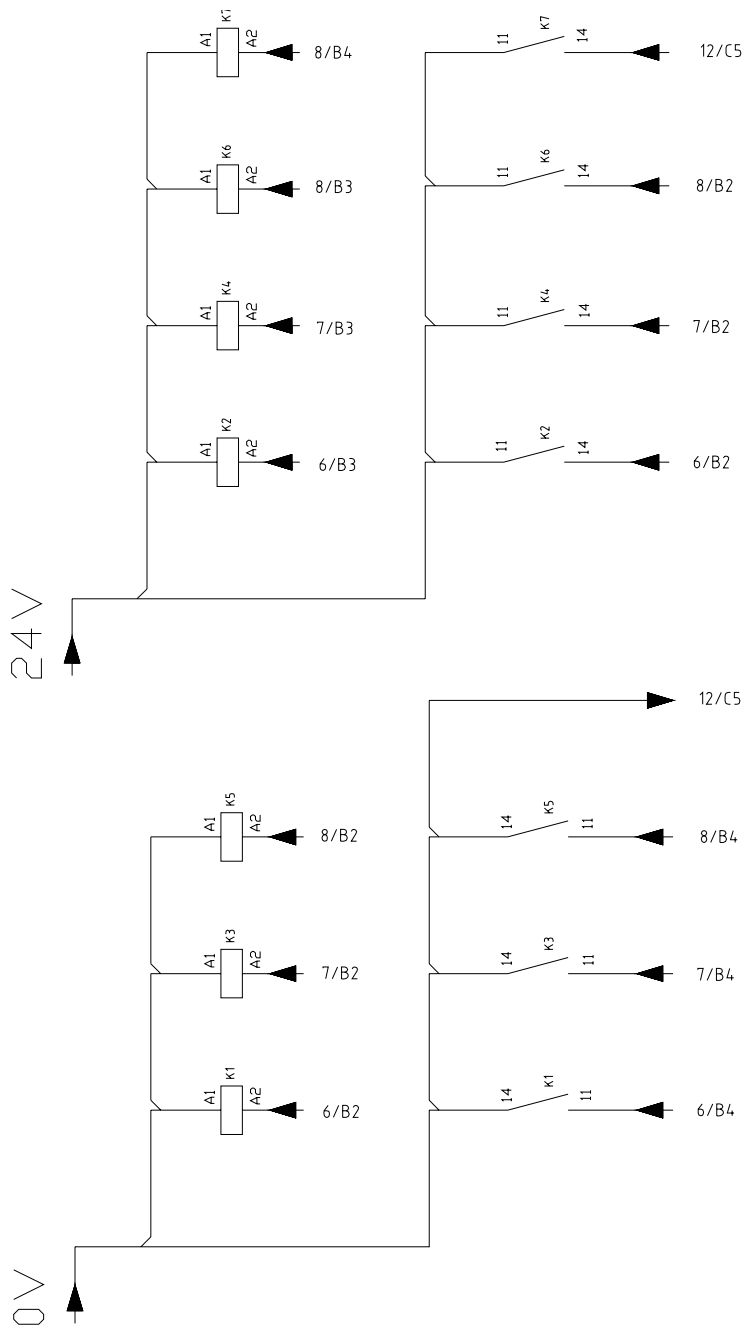 A1 K7 A2 8/B4
11 K7 14 12/C5
A1 K6 A2 8/B3
11 K6 14 8/B2
A1 K4 A2 7/B3
11 K4 14 7/B2
A1 K2 A2 6/B3
11 K2 14 6/B2
24V
12/C5
A1 K5 A2 8/B2
14 K5 11 8/B4
A1 K3 A2 7/B2
14 K3 11 7/B4
A1 K1 A2 6/B2
14 K1 11 6/B4
0V